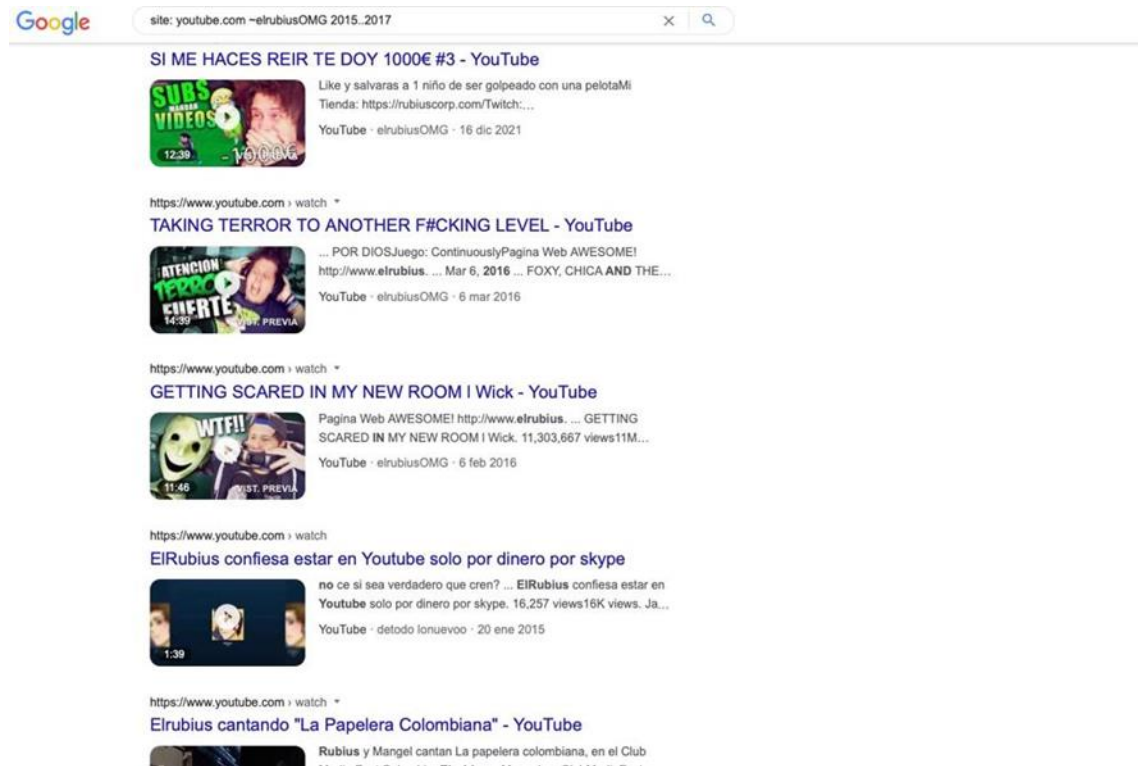 Google
site: youtube.com ~elrubiusOMG 2015..2017
SI ME HACES REIR TE DOY 1000€ #3 - YouTube
SUBS
MANDAN
VIDEOS
-1000€
12:39
Like y salvaras a 1 niño de ser golpeado con una pelotaMi
Tienda: https://rubiuscorp.com/Twitch:...
YouTube · elrubiusOMG · 16 dic 2021
https://www.youtube.com › watch
TAKING TERROR TO ANOTHER F#CKING LEVEL - YouTube
¡ATENCION
TERROR
FUERTE
14:39
VIST. PREVIA
... POR DIOSJuego: ContinuouslyPagina Web AWESOME!
http://www.elrubius. ... Mar 6, 2016 ... FOXY, CHICA AND THE...
YouTube · elrubiusOMG · 6 mar 2016
https://www.youtube.com › watch
GETTING SCARED IN MY NEW ROOM I Wick - YouTube
WTF!!
11:46
VIST. PREVIA
Pagina Web AWESOME! http://www.elrubius. ... GETTING
SCARED IN MY NEW ROOM I Wick. 11,303,667 views11M...
YouTube · elrubiusOMG · 6 feb 2016
https://www.youtube.com › watch
ElRubius confiesa estar en Youtube solo por dinero por skype
1:39
no ce si sea verdadero que cren? ... ElRubius confiesa estar en
Youtube solo por dinero por skype. 16,257 views16K views. Ja...
YouTube · detodo lonuevoo · 20 ene 2015
https://www.youtube.com › watch
Elrubius cantando "La Papelera Colombiana" - YouTube
Rubius y Mangel cantan La papelera colombiana, en el Club